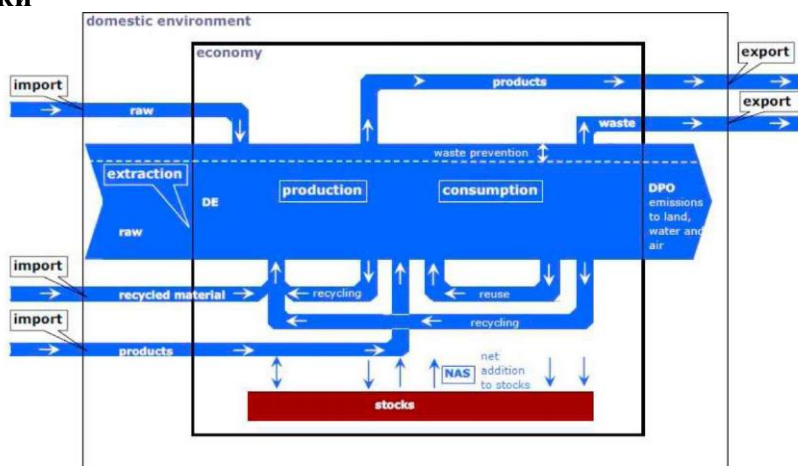 ки
domestic environment
economy
import
raw
products
export
waste
export
waste prevention
extraction
production
consumption
DE
raw
DPO
emissions
to land,
water and
air
import
recycled material
recycling
reuse
recycling
import
products
NAS
net
addition
to stocks
stocks